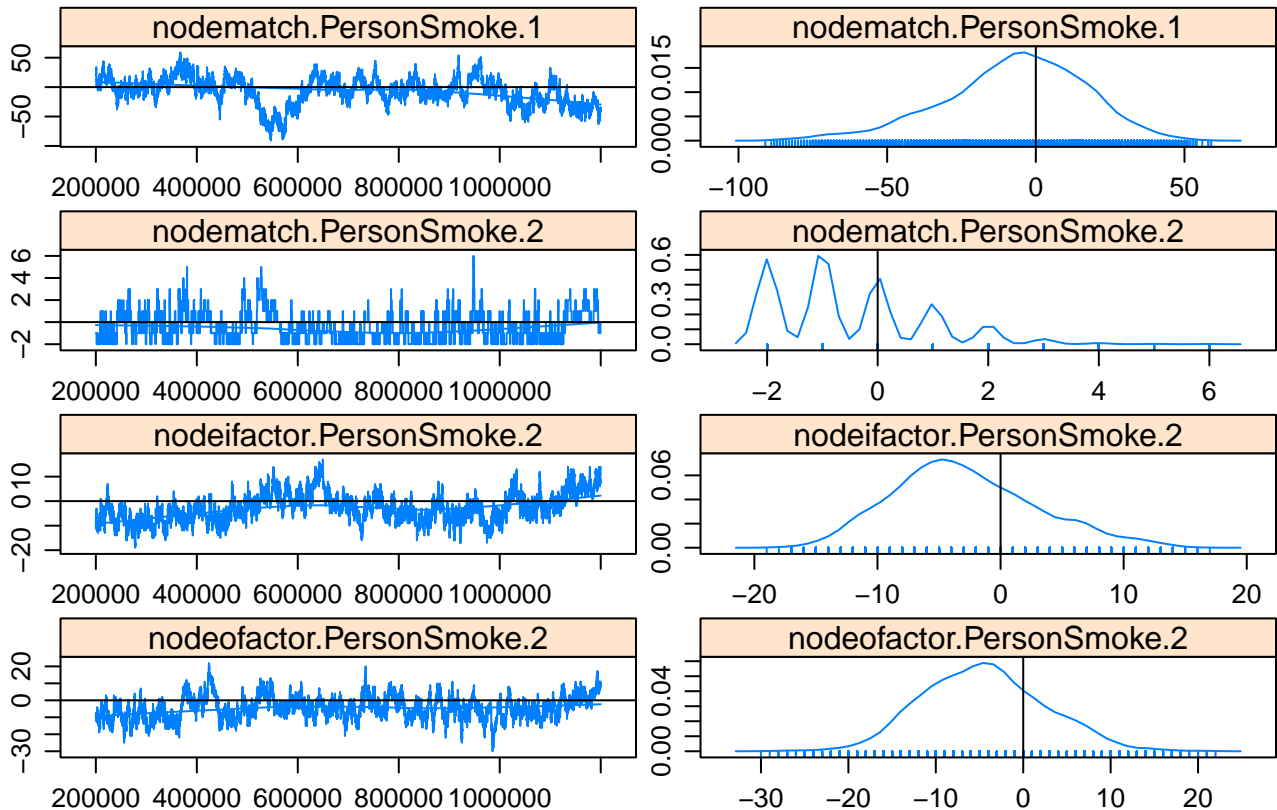 nodematch.PersonSmoke.1
−50
50
200000 400000 600000 800000 1000000
nodematch.PersonSmoke.1
0.000
0.015
−100 −50 0 50
nodematch.PersonSmoke.2
−2
2 4 6
200000 400000 600000 800000 1000000
nodematch.PersonSmoke.2
0.0
0.3
0.6
−2 0 2 4 6
nodeifactor.PersonSmoke.2
−20
0 10
200000 400000 600000 800000 1000000
nodeifactor.PersonSmoke.2
0.00
0.06
−20 −10 0 10 20
nodeofactor.PersonSmoke.2
−30
0
20
200000 400000 600000 800000 1000000
nodeofactor.PersonSmoke.2
0.00
0.04
−30 −20 −10 0 10 20